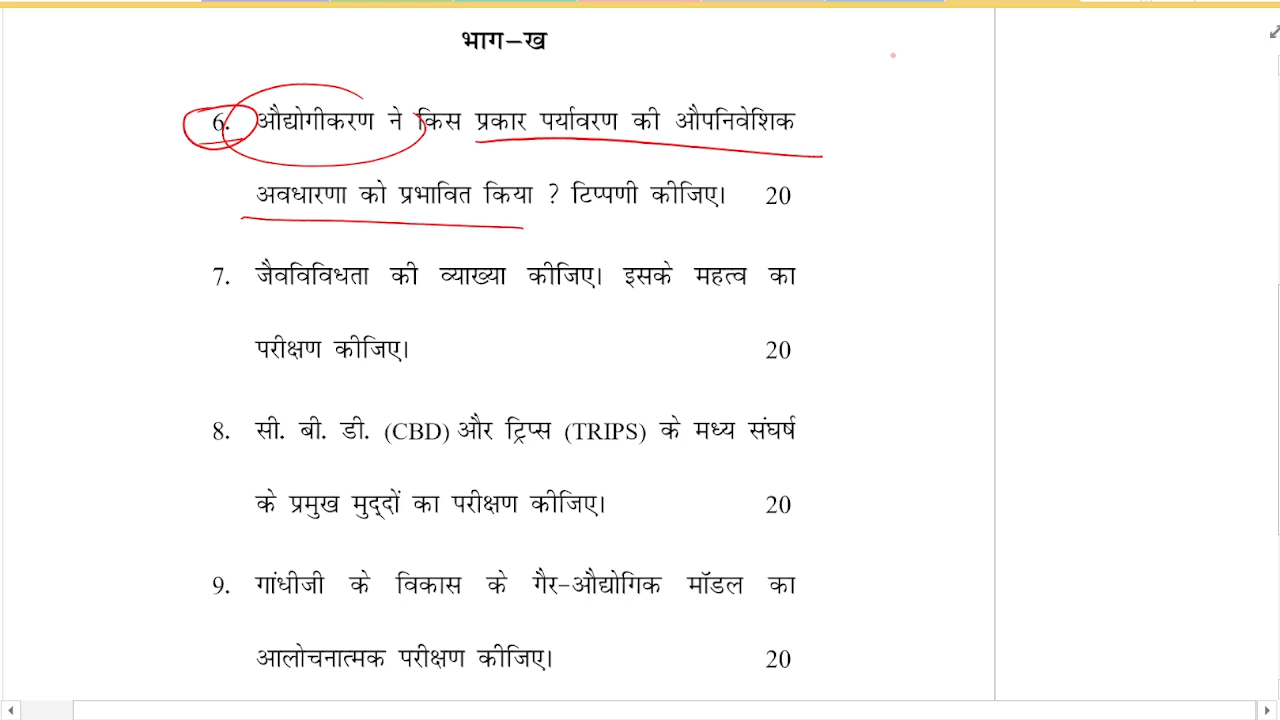 भाग–ख
6. औद्योगीकरण ने किस प्रकार पर्यावरण की औपनिवेशिक
अवधारणा को प्रभावित किया ? टिप्पणी कीजिए। 20
7. जैवविविधता की व्याख्या कीजिए। इसके महत्व का
परीक्षण कीजिए। 20
8. सी. बी. डी. (CBD) और ट्रिप्स (TRIPS) के मध्य संघर्ष
के प्रमुख मुद्‌दों का परीक्षण कीजिए। 20
9. गांधीजी के विकास के गैर-औद्योगिक मॉडल का
आलोचनात्मक परीक्षण कीजिए। 20